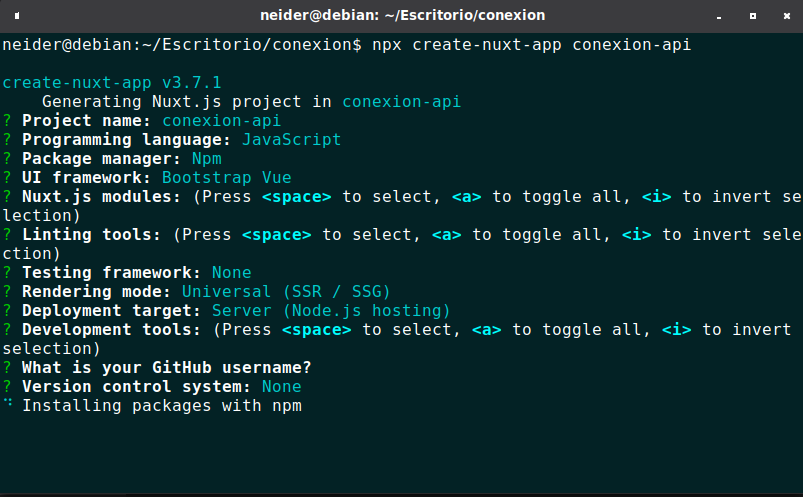 neider@debian: ~/Escritorio/conexion
neider@debian:~/Escritorio/conexion$ npx create-nuxt-app conexion-api
create-nuxt-app v3.7.1
Generating Nuxt.js project in conexion-api
? Project name: conexion-api
? Programming language: JavaScript
? Package manager: Npm
? UI framework: Bootstrap Vue
? Nuxt.js modules: (Press <space> to select, <a> to toggle all, <i> to invert se
lection)
? Linting tools: (Press <space> to select, <a> to toggle all, <i> to invert sele
ction)
? Testing framework: None
? Rendering mode: Universal (SSR / SSG)
? Deployment target: Server (Node.js hosting)
? Development tools: (Press <space> to select, <a> to toggle all, <i> to invert
selection)
? What is your GitHub username?
? Version control system: None
⠙ Installing packages with npm